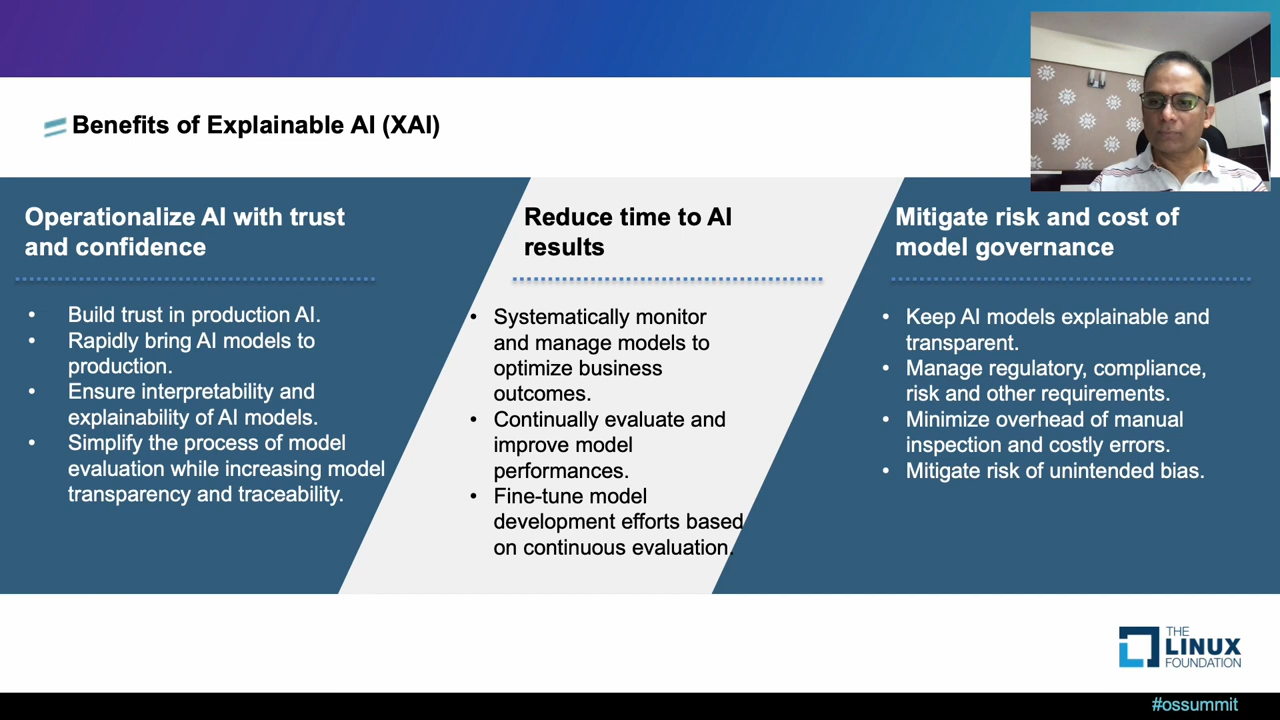 Benefits of Explainable AI (XAI)
Operationalize AI with trust
and confidence
• Build trust in production AI.
• Rapidly bring AI models to
production.
• Ensure interpretability and
explainability of AI models.
• Simplify the process of model
evaluation while increasing model
transparency and traceability.
Reduce time to AI
results
• Systematically monitor
and manage models to
optimize business
outcomes.
• Continually evaluate and
improve model
performances.
• Fine-tune model
development efforts based
on continuous evaluation.
Mitigate risk and cost of
model governance
• Keep AI models explainable and
transparent.
• Manage regulatory, compliance,
risk and other requirements.
• Minimize overhead of manual
inspection and costly errors.
• Mitigate risk of unintended bias.
THE
LINUX
FOUNDATION
#ossummit